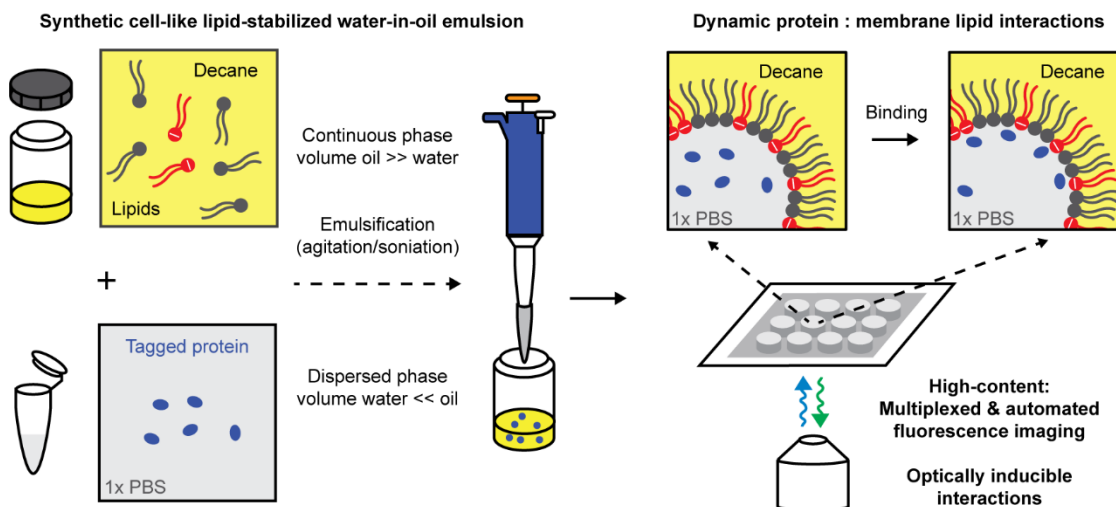 Synthetic cell-like lipid-stabilized water-in-oil emulsion
Decane
Lipids
+
Tagged protein
1x PBS
Continuous phase
volume oil >> water
Emulsification
(agitation/soniation)
Dispersed phase
volume water << oil
Dynamic protein : membrane lipid interactions
Decane
1x PBS
Binding
Decane
1x PBS
High-content:
Multiplexed & automated
fluorescence imaging
Optically inducible
interactions